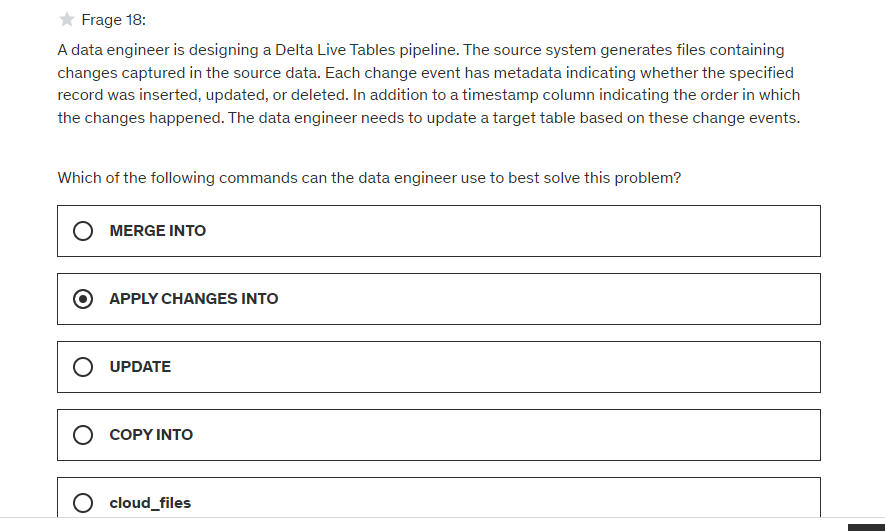 Frage 18:
A data engineer is designing a Delta Live Tables pipeline. The source system generates files containing
changes captured in the source data. Each change event has metadata indicating whether the specified
record was inserted, updated, or deleted. In addition to a timestamp column indicating the order in which
the changes happened. The data engineer needs to update a target table based on these change events.
Which of the following commands can the data engineer use to best solve this problem?
MERGE INTO
APPLY CHANGES INTO
UPDATE
COPY INTO
cloud_files